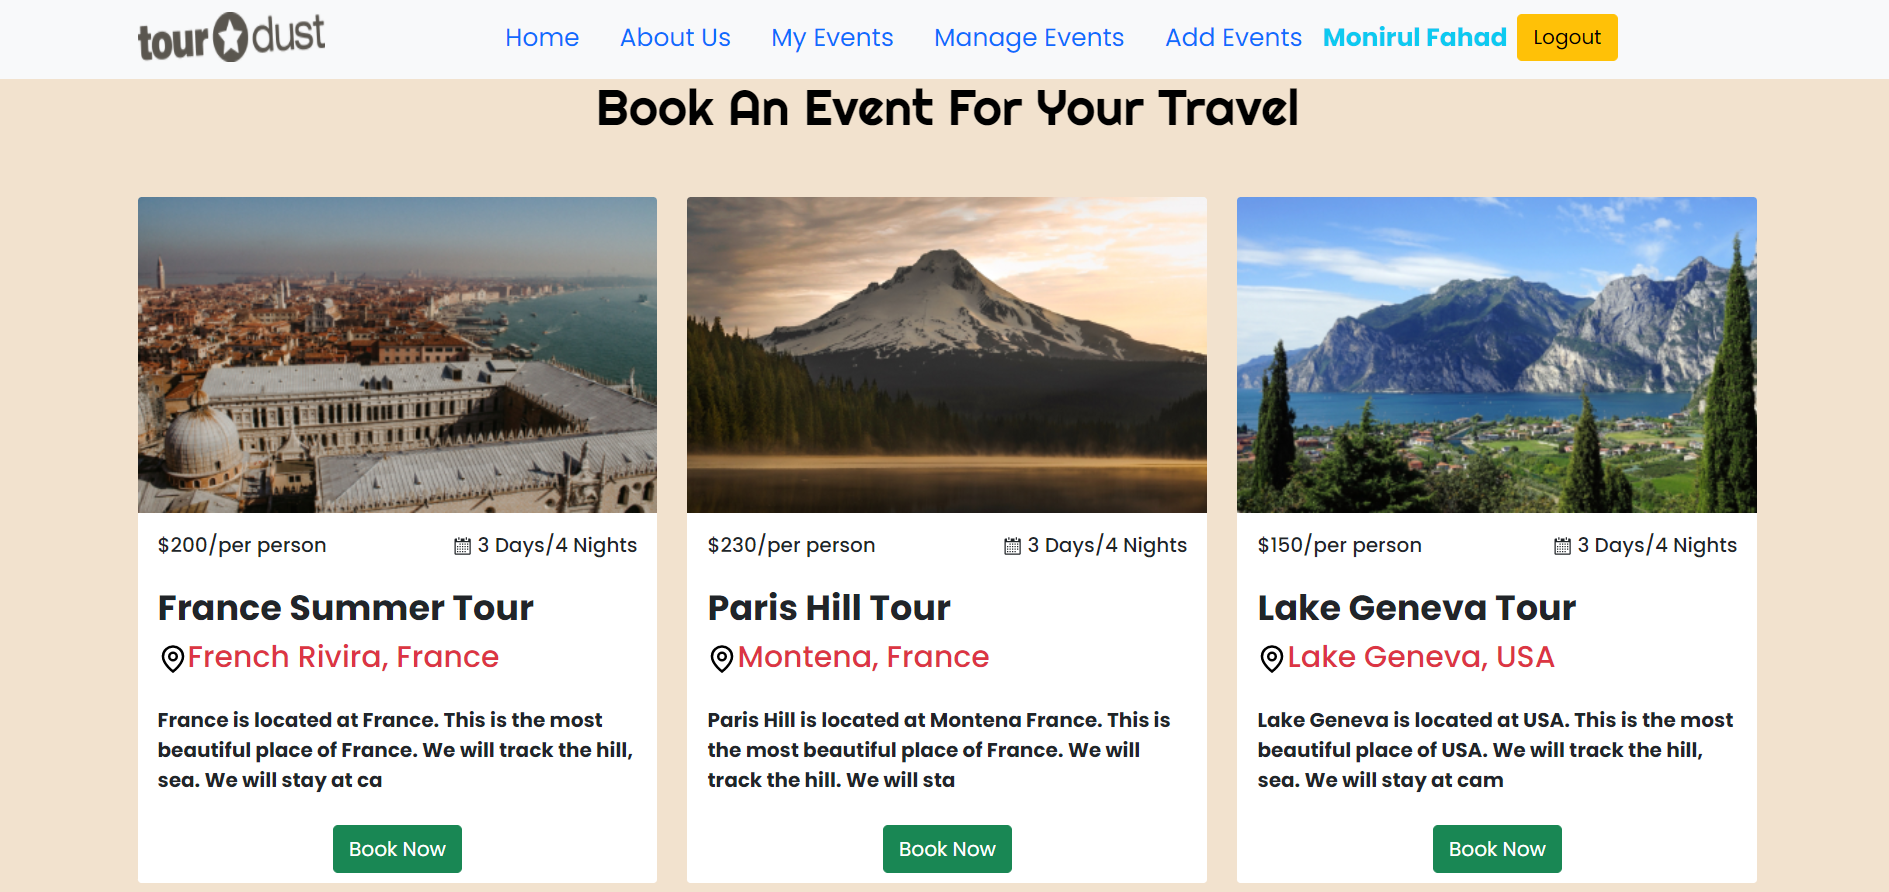 tour dust
Home About Us My Events Manage Events Add Events Monirul Fahad Logout
Book An Event For Your Travel
$200/per person 3 Days/4 Nights
France Summer Tour
French Rivira, France
France is located at France. This is the most
beautiful place of France. We will track the hill,
sea. We will stay at ca
Book Now
$230/per person 3 Days/4 Nights
Paris Hill Tour
Montena, France
Paris Hill is located at Montena France. This is
the most beautiful place of France. We will
track the hill. We will sta
Book Now
$150/per person 3 Days/4 Nights
Lake Geneva Tour
Lake Geneva, USA
Lake Geneva is located at USA. This is the most
beautiful place of USA. We will track the hill,
sea. We will stay at cam
Book Now